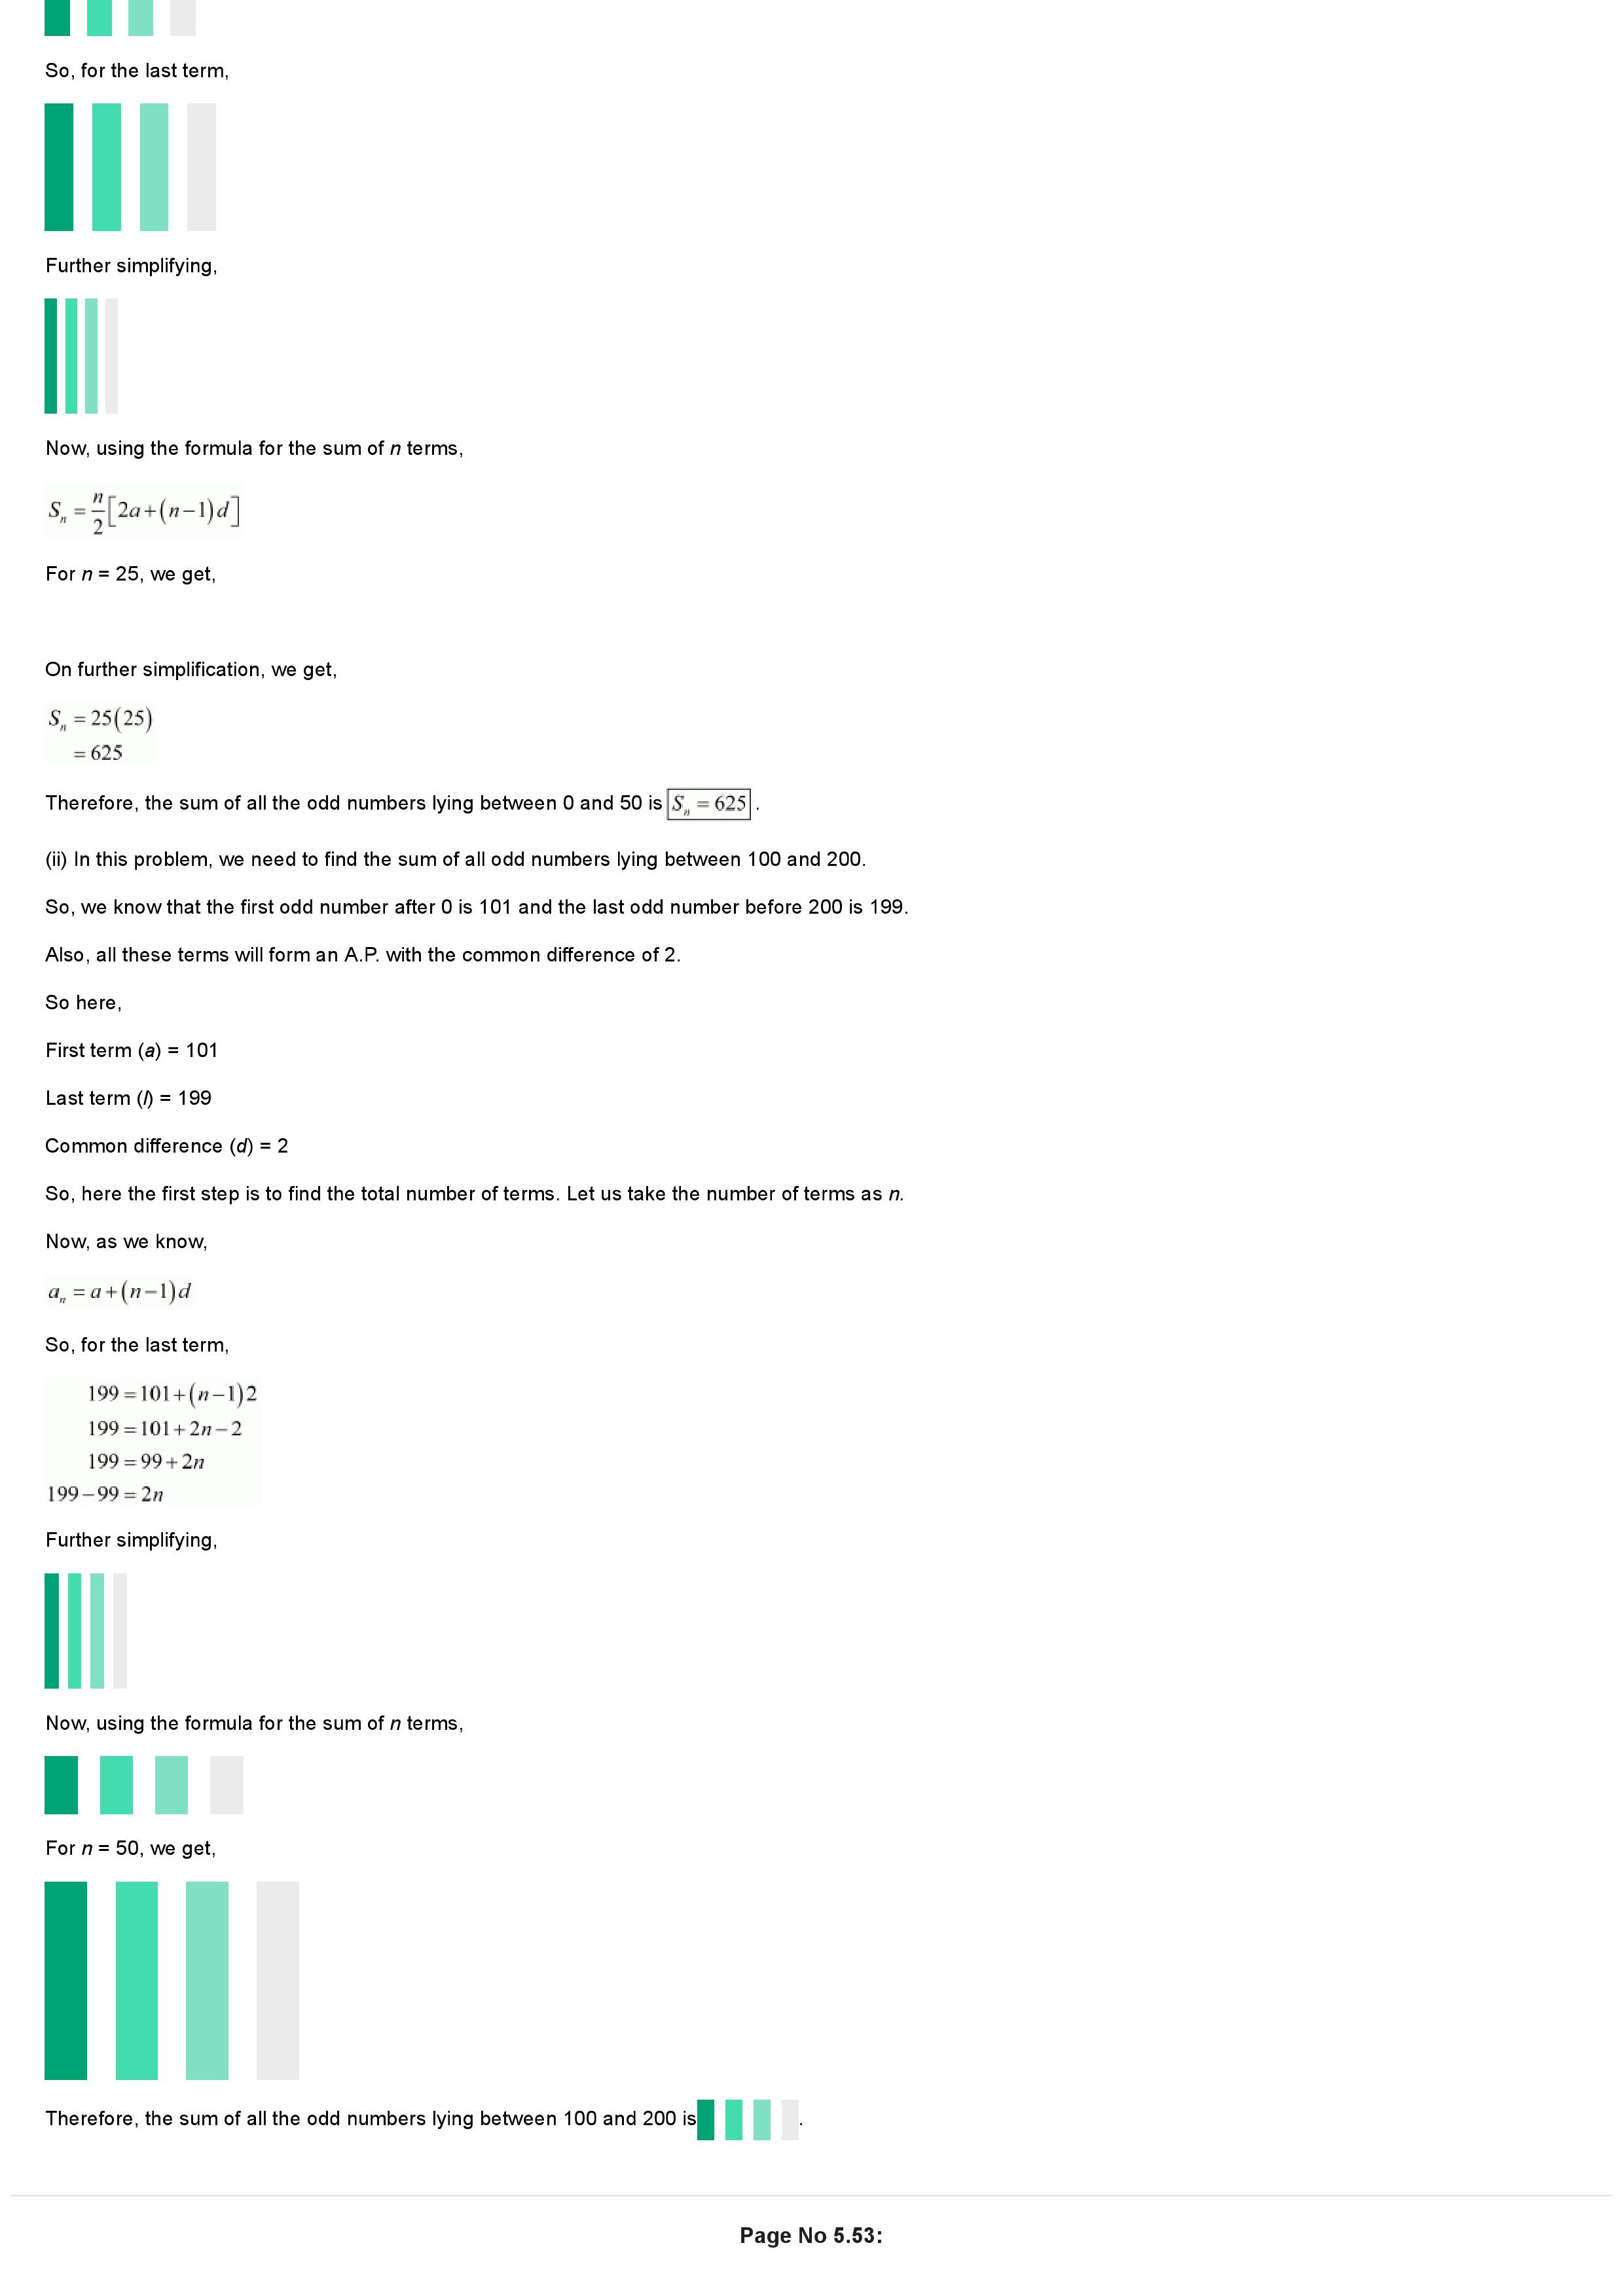 So, for the last term,
Further simplifying,
Now, using the formula for the sum of n terms,
Sₙ = n/2[2a+(n−1)d]
For n = 25, we get,
On further simplification, we get,
Sₙ = 25(25)
= 625
Therefore, the sum of all the odd numbers lying between 0 and 50 is Sₙ = 625 .
(ii) In this problem, we need to find the sum of all odd numbers lying between 100 and 200.
So, we know that the first odd number after 0 is 101 and the last odd number before 200 is 199.
Also, all these terms will form an A.P. with the common difference of 2.
So here,
First term (a) = 101
Last term (l) = 199
Common difference (d) = 2
So, here the first step is to find the total number of terms. Let us take the number of terms as n.
Now, as we know,
aₙ = a+(n−1)d
So, for the last term,
199 = 101+(n−1)2
199 = 101+2n−2
199 = 99+2n
199−99 = 2n
Further simplifying,
Now, using the formula for the sum of n terms,
For n = 50, we get,
Therefore, the sum of all the odd numbers lying between 100 and 200 is .
Page No 5.53: